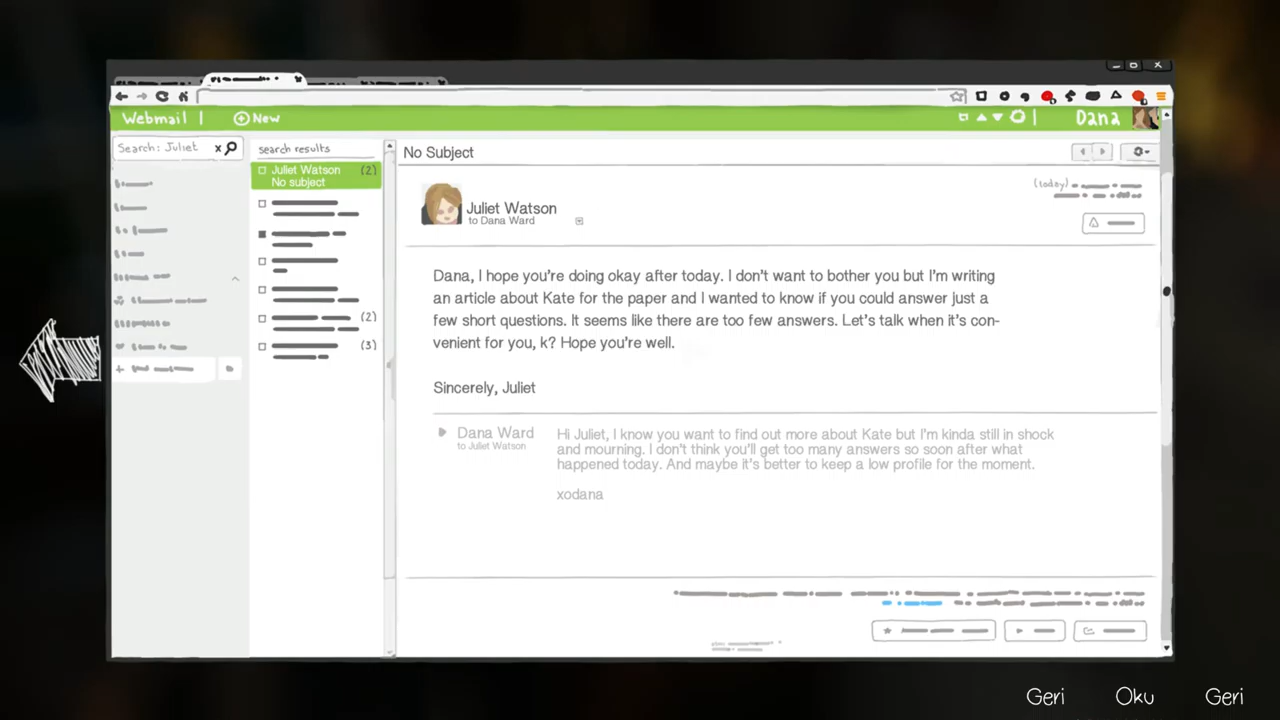 Webmail | New
Dana
Search: Juliet x
search results
Juliet Watson (2)
No subject
(2)
(3)
No Subject
(today)
Juliet Watson
to Dana Ward
Dana, I hope you're doing okay after today. I don't want to bother you but I'm writing
an article about Kate for the paper and I wanted to know if you could answer just a
few short questions. It seems like there are too few answers. Let's talk when it's con-
venient for you, k? Hope you're well.
Sincerely, Juliet
Dana Ward
to Juliet Watson
Hi Juliet, I know you want to find out more about Kate but I'm kinda still in shock
and mourning. I don't think you'll get too many answers so soon after what
happened today. And maybe it's better to keep a low profile for the moment.
xodana
Geri Oku Geri